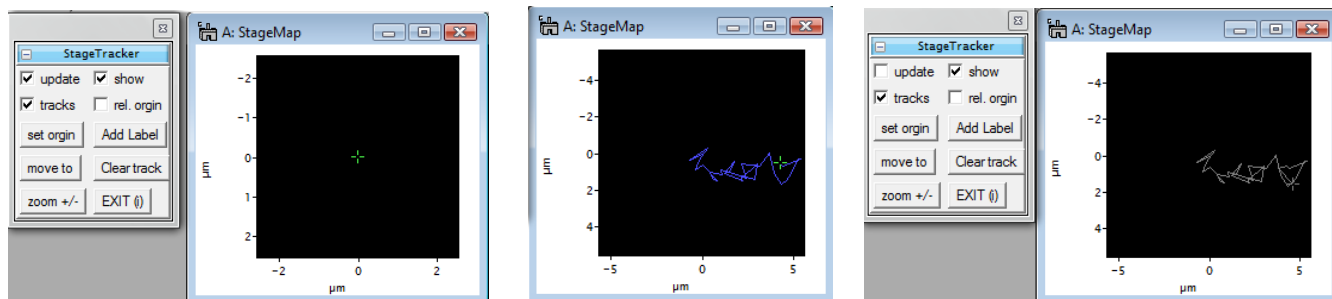 StageTracker
update show
tracks rel. orgin
set orgin Add Label
move to Clear track
zoom +/- EXIT (i)
A: StageMap
-2
0
1
2
-2 0 2
µm
µm
A: StageMap
-4
-2
0
2
4
-5 0 5
µm
µm
StageTracker
update show
tracks rel. orgin
set orgin Add Label
move to Clear track
zoom +/- EXIT (i)
A: StageMap
-4
-2
0
2
4
-5 0 5
µm
µm